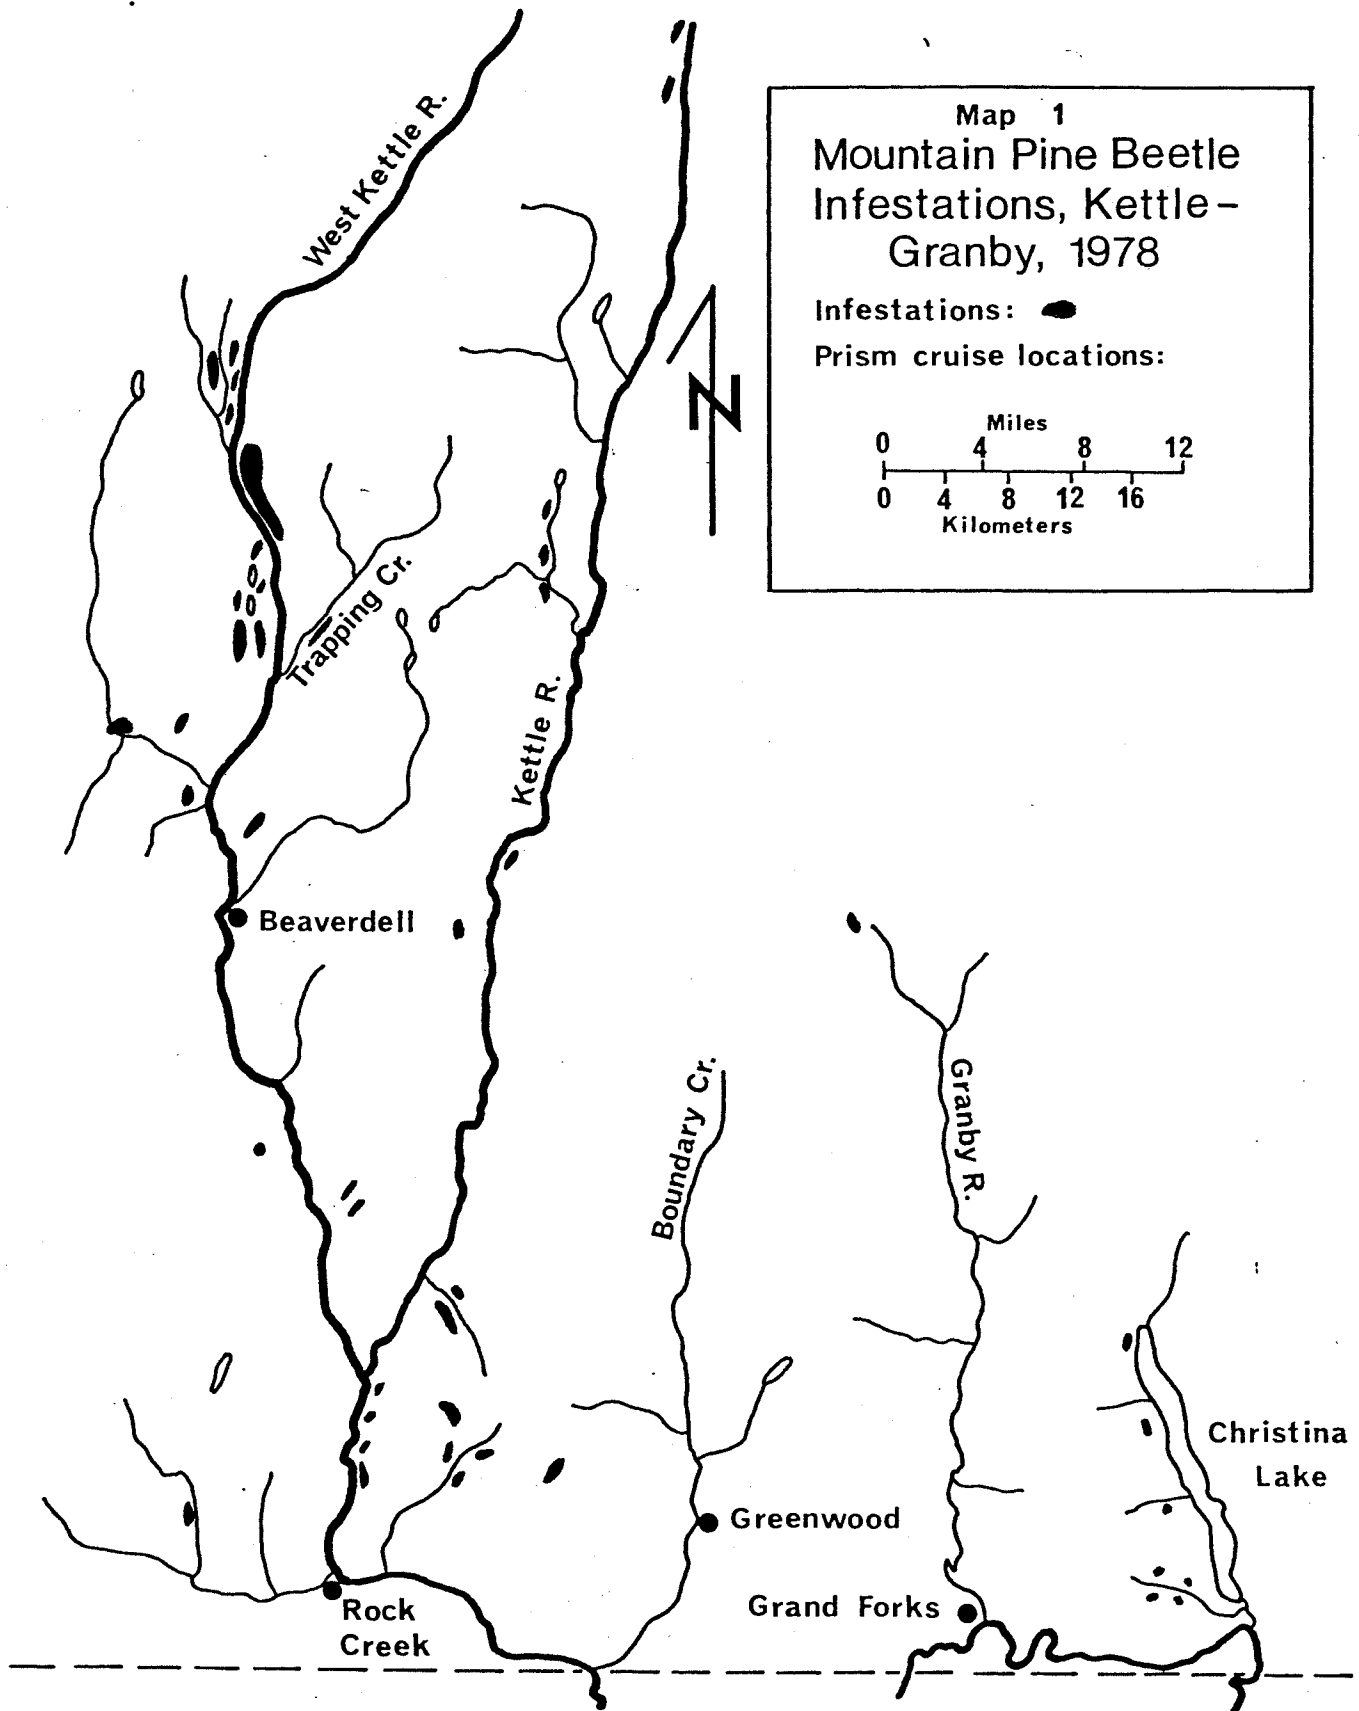 Map 1
Mountain Pine Beetle
Infestations, Kettle-
Granby, 1978
Infestations:
Prism cruise locations:
Miles
0 4 8 12
0 4 8 12 16
Kilometers
West Kettle R.
N
Trapping Cr.
Kettle R.
Beaverdell
Boundary Cr.
Granby R.
Christina
Lake
Greenwood
Grand Forks
Rock
Creek